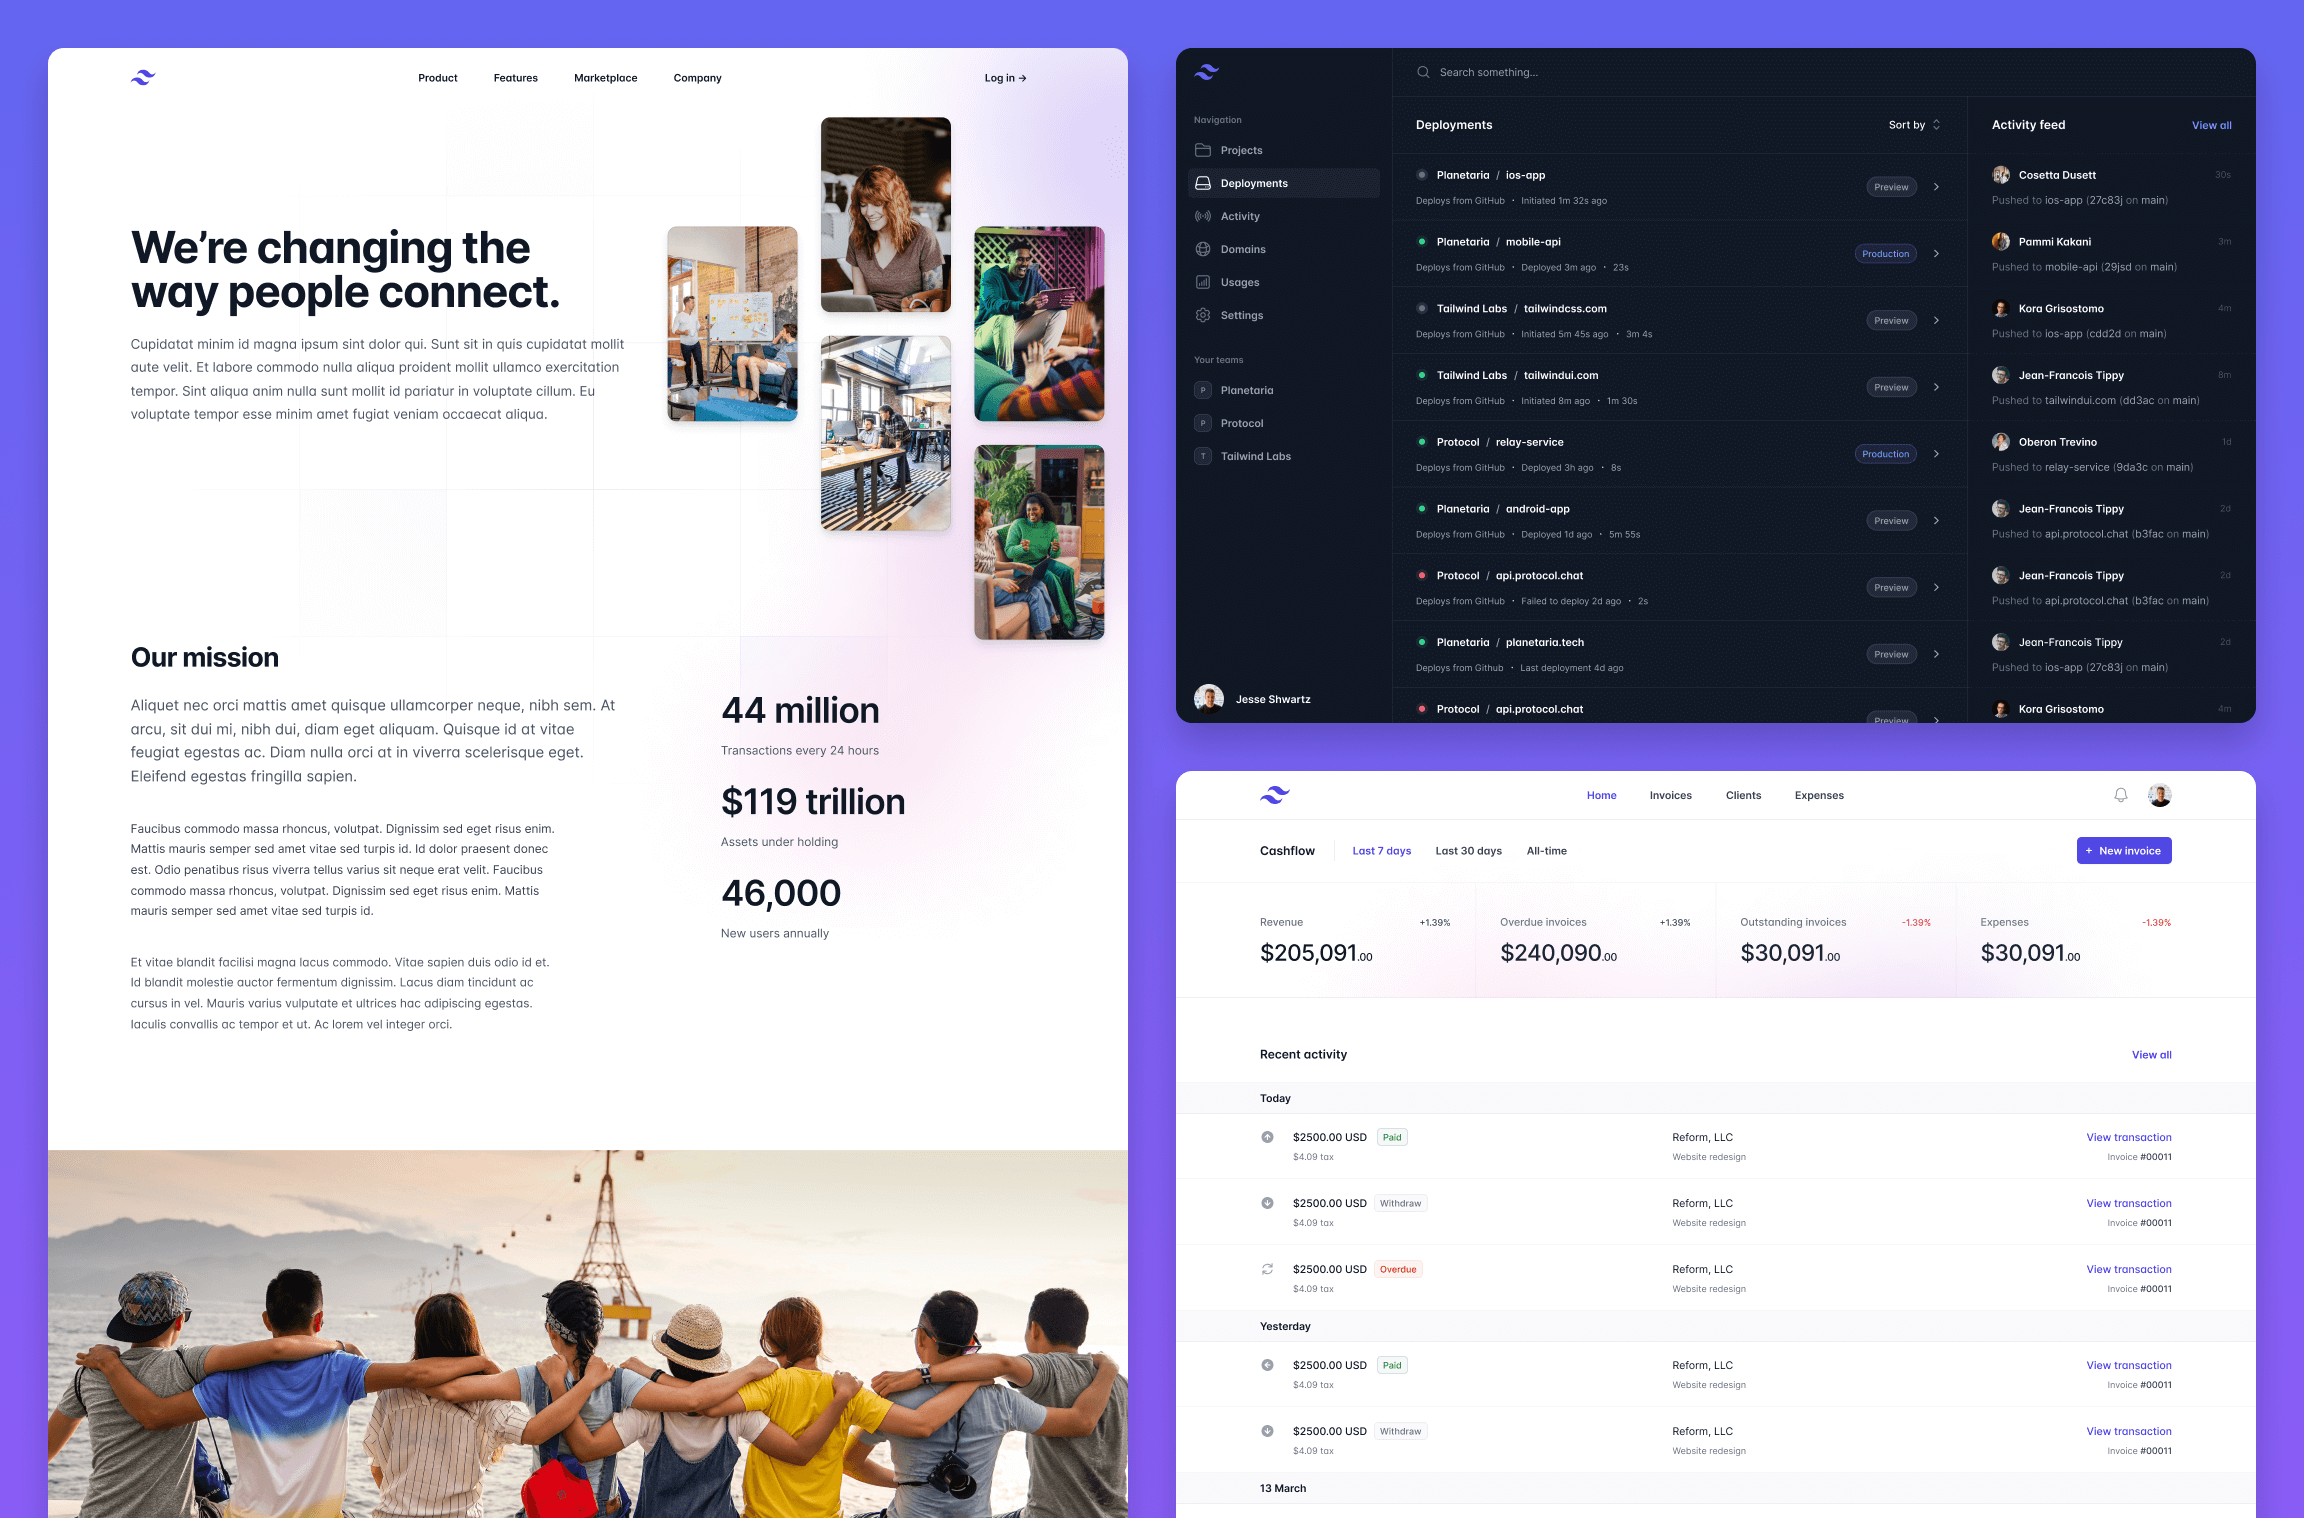 Product Features Marketplace Company Log in →
We’re changing the
way people connect.
Cupidatat minim id magna ipsum sint dolor qui. Sunt sit in quis cupidatat mollit
aute velit. Et labore commodo nulla aliqua proident mollit ullamco exercitation
tempor. Sint aliqua anim nulla sunt mollit id pariatur in voluptate cillum. Eu
voluptate tempor esse minim amet fugiat veniam occaecat aliqua.
Our mission
Aliquet nec orci mattis amet quisque ullamcorper neque, nibh sem. At
arcu, sit dui mi, nibh dui, diam eget aliquam. Quisque id at vitae
feugiat egestas ac. Diam nulla orci at in viverra scelerisque eget.
Eleifend egestas fringilla sapien.
Faucibus commodo massa rhoncus, volutpat. Dignissim sed eget risus enim.
Mattis mauris semper sed amet vitae sed turpis id. Id dolor praesent donec
est. Odio penatibus risus viverra tellus varius sit neque erat velit. Faucibus
commodo massa rhoncus, volutpat. Dignissim sed eget risus enim. Mattis
mauris semper sed amet vitae sed turpis id.
Et vitae blandit facilisi magna lacus commodo. Vitae sapien duis odio id et.
Id blandit molestie auctor fermentum dignissim. Lacus diam tincidunt ac
cursus in vel. Mauris varius vulputate et ultrices hac adipiscing egestas.
Iaculis convallis ac tempor et ut. Ac lorem vel integer orci.
44 million
Transactions every 24 hours
$119 trillion
Assets under holding
46,000
New users annually
Search something...
Navigation
Projects
Deployments
Activity
Domains
Usages
Settings
Your teams
P Planetaria
P Protocol
T Tailwind Labs
Jesse Shwartz
Deployments Sort by
Planetaria / ios-app
Deploys from GitHub • Initiated 1m 32s ago
Preview
Planetaria / mobile-api
Deploys from GitHub • Deployed 3m ago • 23s
Production
Tailwind Labs / tailwindcss.com
Deploys from GitHub • Initiated 5m 45s ago • 3m 4s
Preview
Tailwind Labs / tailwindui.com
Deploys from GitHub • Initiated 8m ago • 1m 30s
Preview
Protocol / relay-service
Deploys from GitHub • Deployed 3h ago • 8s
Production
Planetaria / android-app
Deploys from GitHub • Deployed 1d ago • 5m 55s
Preview
Protocol / api.protocol.chat
Deploys from GitHub • Failed to deploy 2d ago • 2s
Preview
Planetaria / planetaria.tech
Deploys from Github • Last deployment 4d ago
Preview
Protocol / api.protocol.chat
Preview
Activity feed View all
Cosetta Dusett 30s
Pushed to ios-app (27c83j on main)
Pammi Kakani 3m
Pushed to mobile-api (29jsd on main)
Kora Grisostomo 4m
Pushed to ios-app (cdd2d on main)
Jean-Francois Tippy 8m
Pushed to tailwindui.com (dd3ac on main)
Oberon Trevino 1d
Pushed to relay-service (9da3c on main)
Jean-Francois Tippy 2d
Pushed to api.protocol.chat (b3fac on main)
Jean-Francois Tippy 2d
Pushed to api.protocol.chat (b3fac on main)
Jean-Francois Tippy 2d
Pushed to ios-app (27c83j on main)
Kora Grisostomo 4m
Home Invoices Clients Expenses
Cashflow Last 7 days Last 30 days All-time + New invoice
Revenue +1.39%
$205,091.00
Overdue invoices +1.39%
$240,090.00
Outstanding invoices -1.39%
$30,091.00
Expenses -1.39%
$30,091.00
Recent activity View all
Today
$2500.00 USD Paid Reform, LLC View transaction
$4.09 tax Website redesign Invoice #00011
$2500.00 USD Withdraw Reform, LLC View transaction
$4.09 tax Website redesign Invoice #00011
$2500.00 USD Overdue Reform, LLC View transaction
$4.09 tax Website redesign Invoice #00011
Yesterday
$2500.00 USD Paid Reform, LLC View transaction
$4.09 tax Website redesign Invoice #00011
$2500.00 USD Withdraw Reform, LLC View transaction
$4.09 tax Website redesign Invoice #00011
13 March